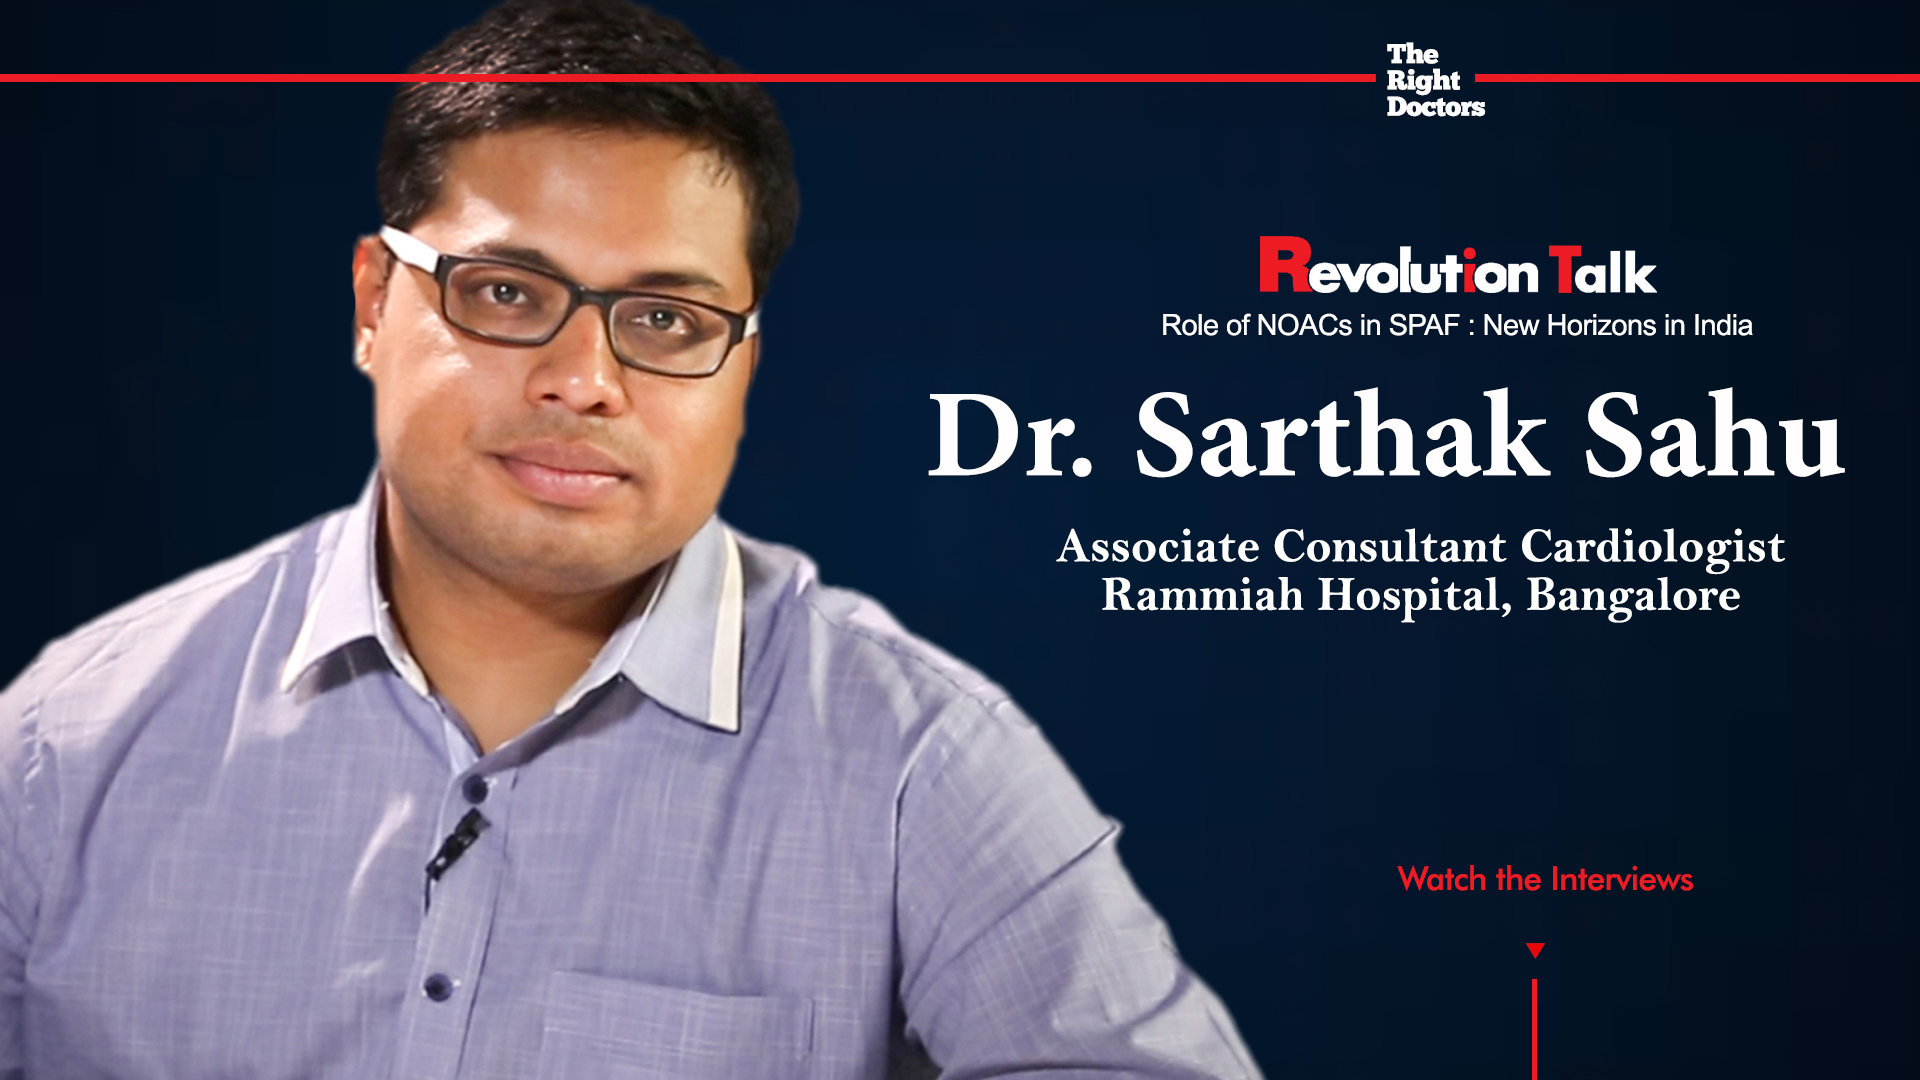 The
Right
Doctors
Revolution Talk
Role of NOACs in SPAF : New Horizons in India
Dr. Sarthak Sahu
Associate Consultant Cardiologist
Rammiah Hospital, Bangalore
Watch the Interviews